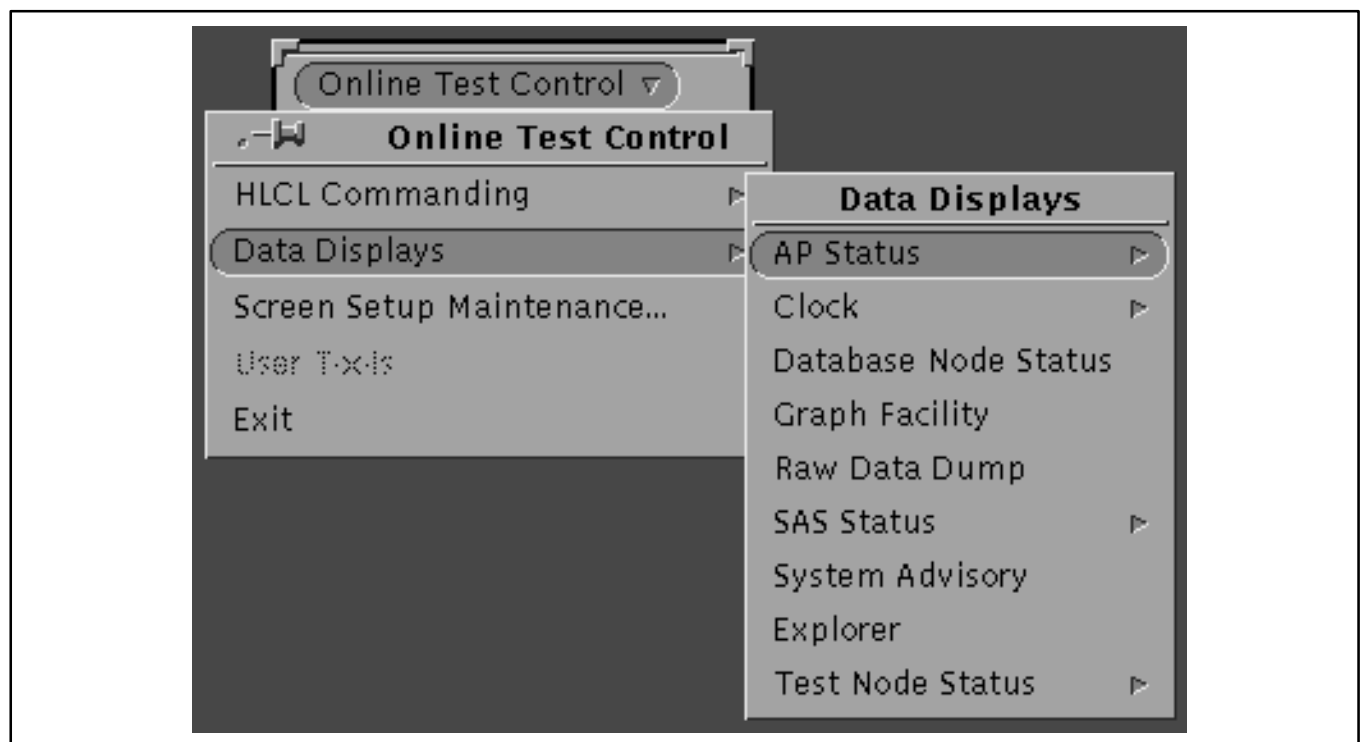 Online Test Control
Online Test Control
HLCL Commanding
Data Displays
Screen Setup Maintenance...
User
Exit
Data Displays
AP Status
Clock
Database Node Status
Graph Facility
Raw Data Dump
SAS Status
System Advisory
Explorer
Test Node Status